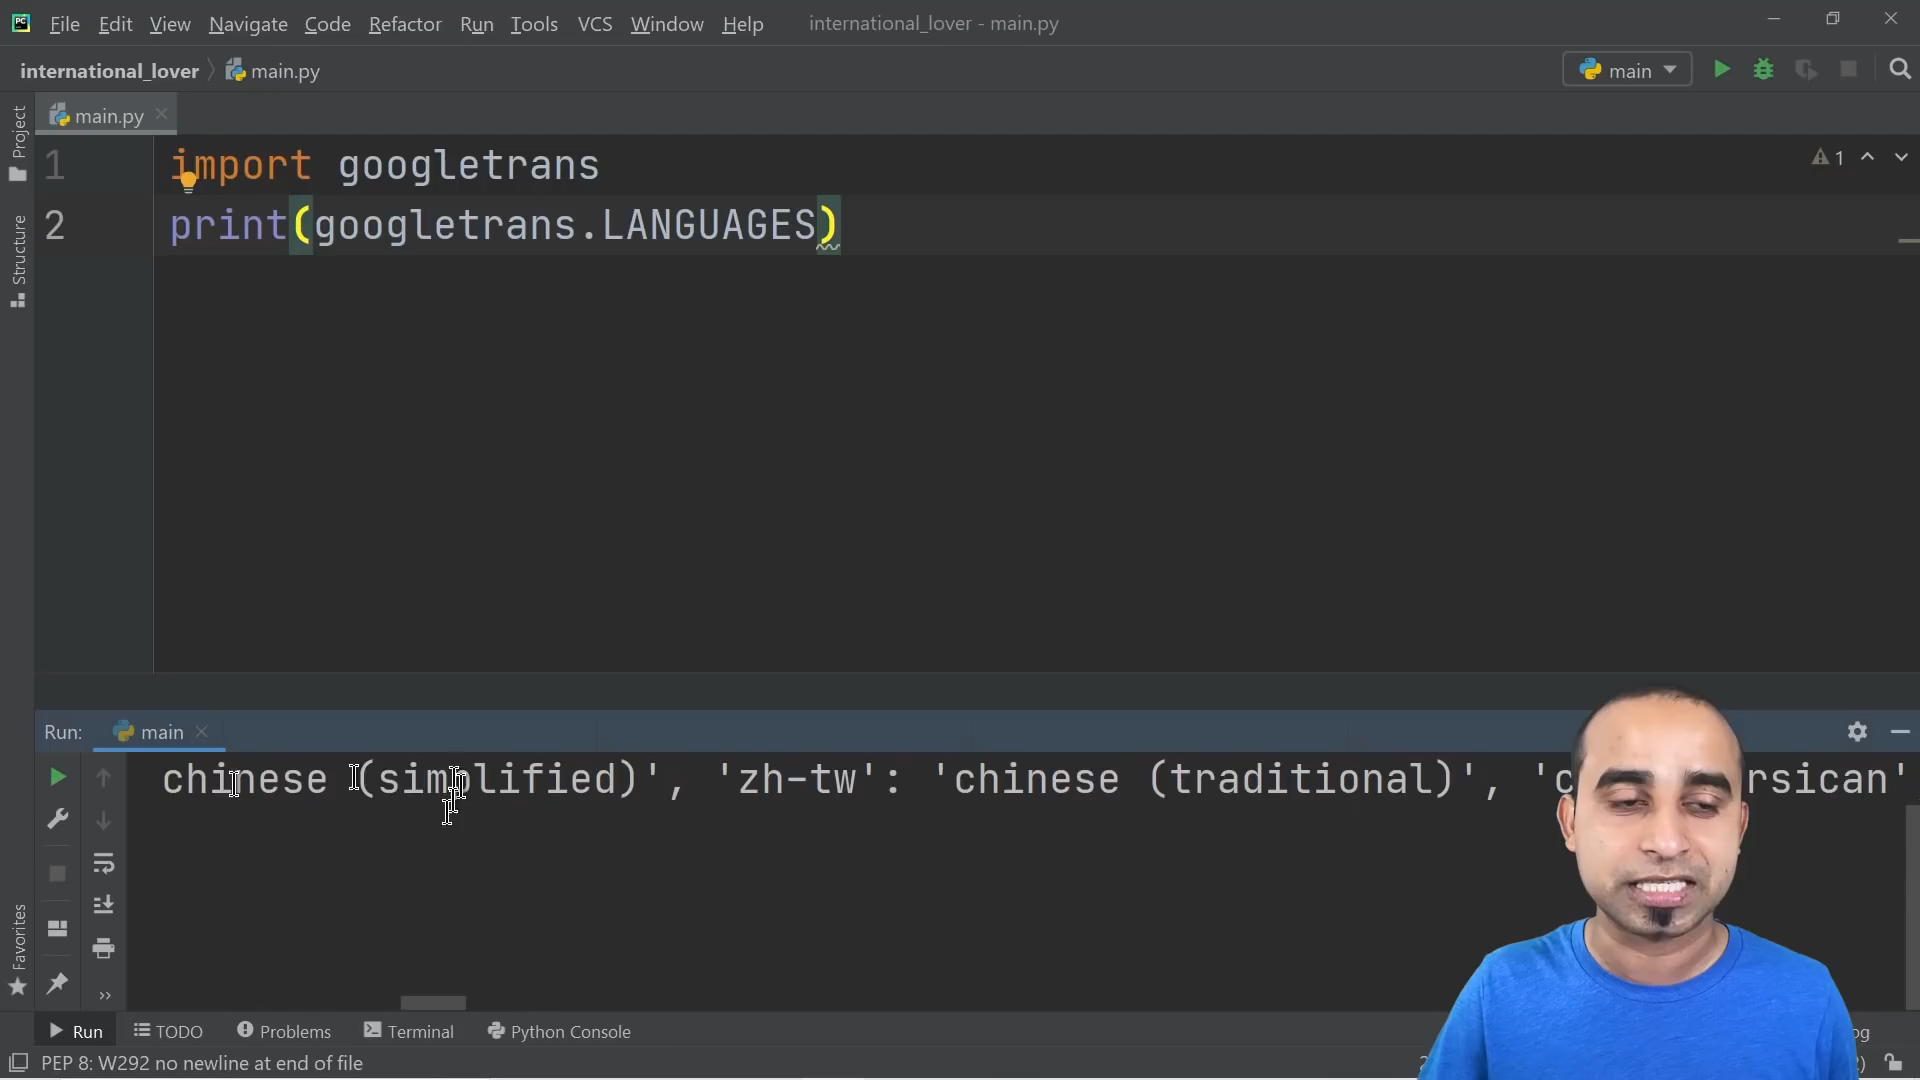 File Edit View Navigate Code Refactor Run Tools VCS Window Help international_lover - main.py
international_lover main.py main
main.py
Project
Structure
Favorites
1 import googletrans
2 print(googletrans.LANGUAGES)
1
Run: main
chinese (simplified)', 'zh-tw': 'chinese (traditional)', 'c rsican'
Run TODO Problems Terminal Python Console
PEP 8: W292 no newline at end of file